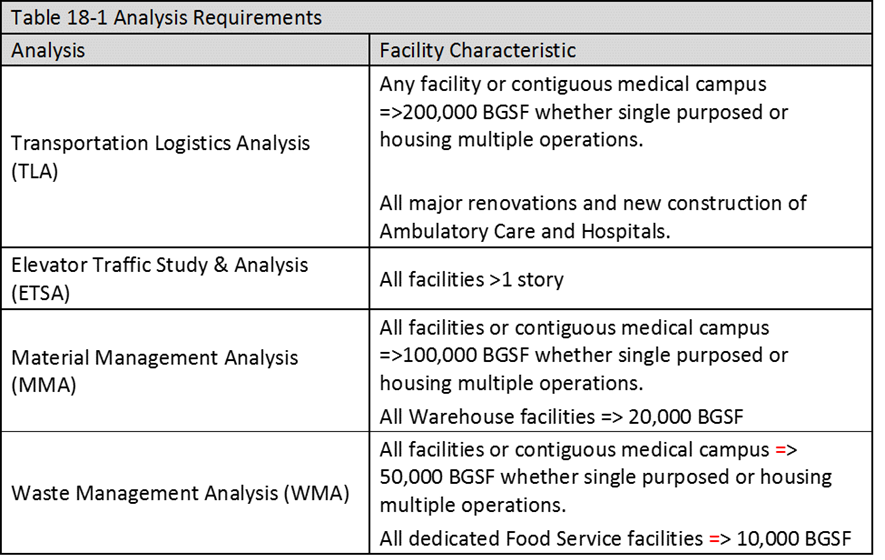 Table 18-1 Analysis Requirements
Analysis
Facility Characteristic
Transportation Logistics Analysis
(TLA)
Any facility or contiguous medical campus
=>200,000 BGSF whether single purposed or
housing multiple operations.
All major renovations and new construction of
Ambulatory Care and Hospitals.
Elevator Traffic Study & Analysis
(ETSA)
All facilities >1 story
Material Management Analysis
(MMA)
All facilities or contiguous medical campus
=>100,000 BGSF whether single purposed or
housing multiple operations.
All Warehouse facilities => 20,000 BGSF
Waste Management Analysis (WMA)
All facilities or contiguous medical campus =>
50,000 BGSF whether single purposed or housing
multiple operations.
All dedicated Food Service facilities => 10,000 BGSF